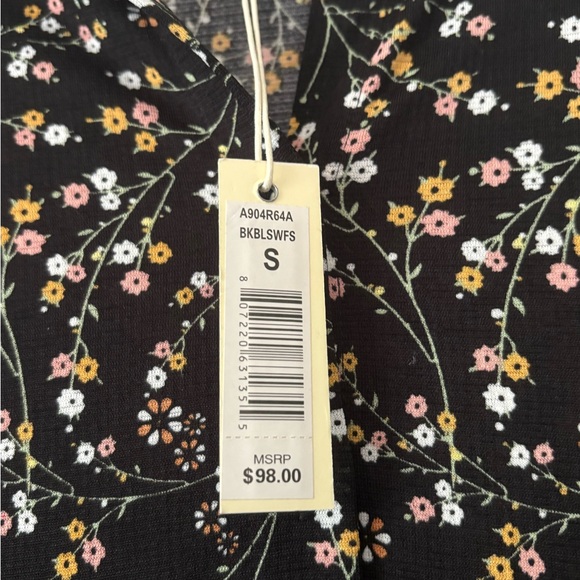 A904R64A
BKBLSWFS
S
8 07220 63135 5
MSRP
$98.00